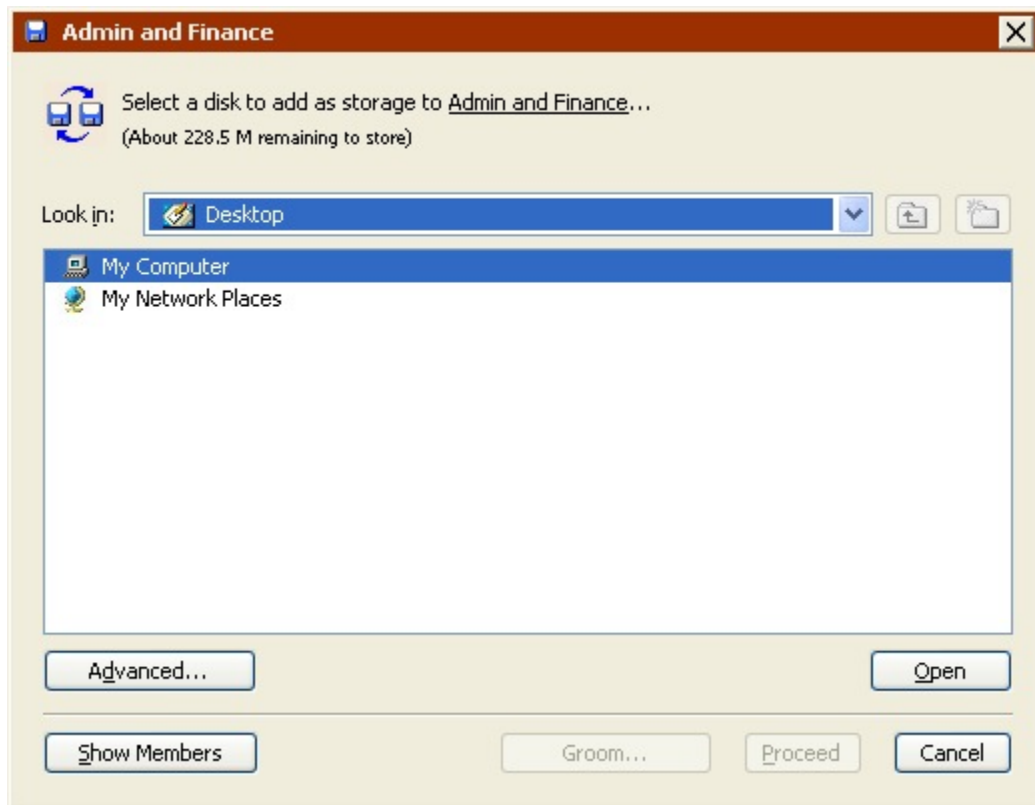 Admin and Finance
Select a disk to add as storage to Admin and Finance...
(About 228.5 M remaining to store)
Look in: Desktop
My Computer
My Network Places
Advanced... Open
Show Members Groom... Proceed Cancel